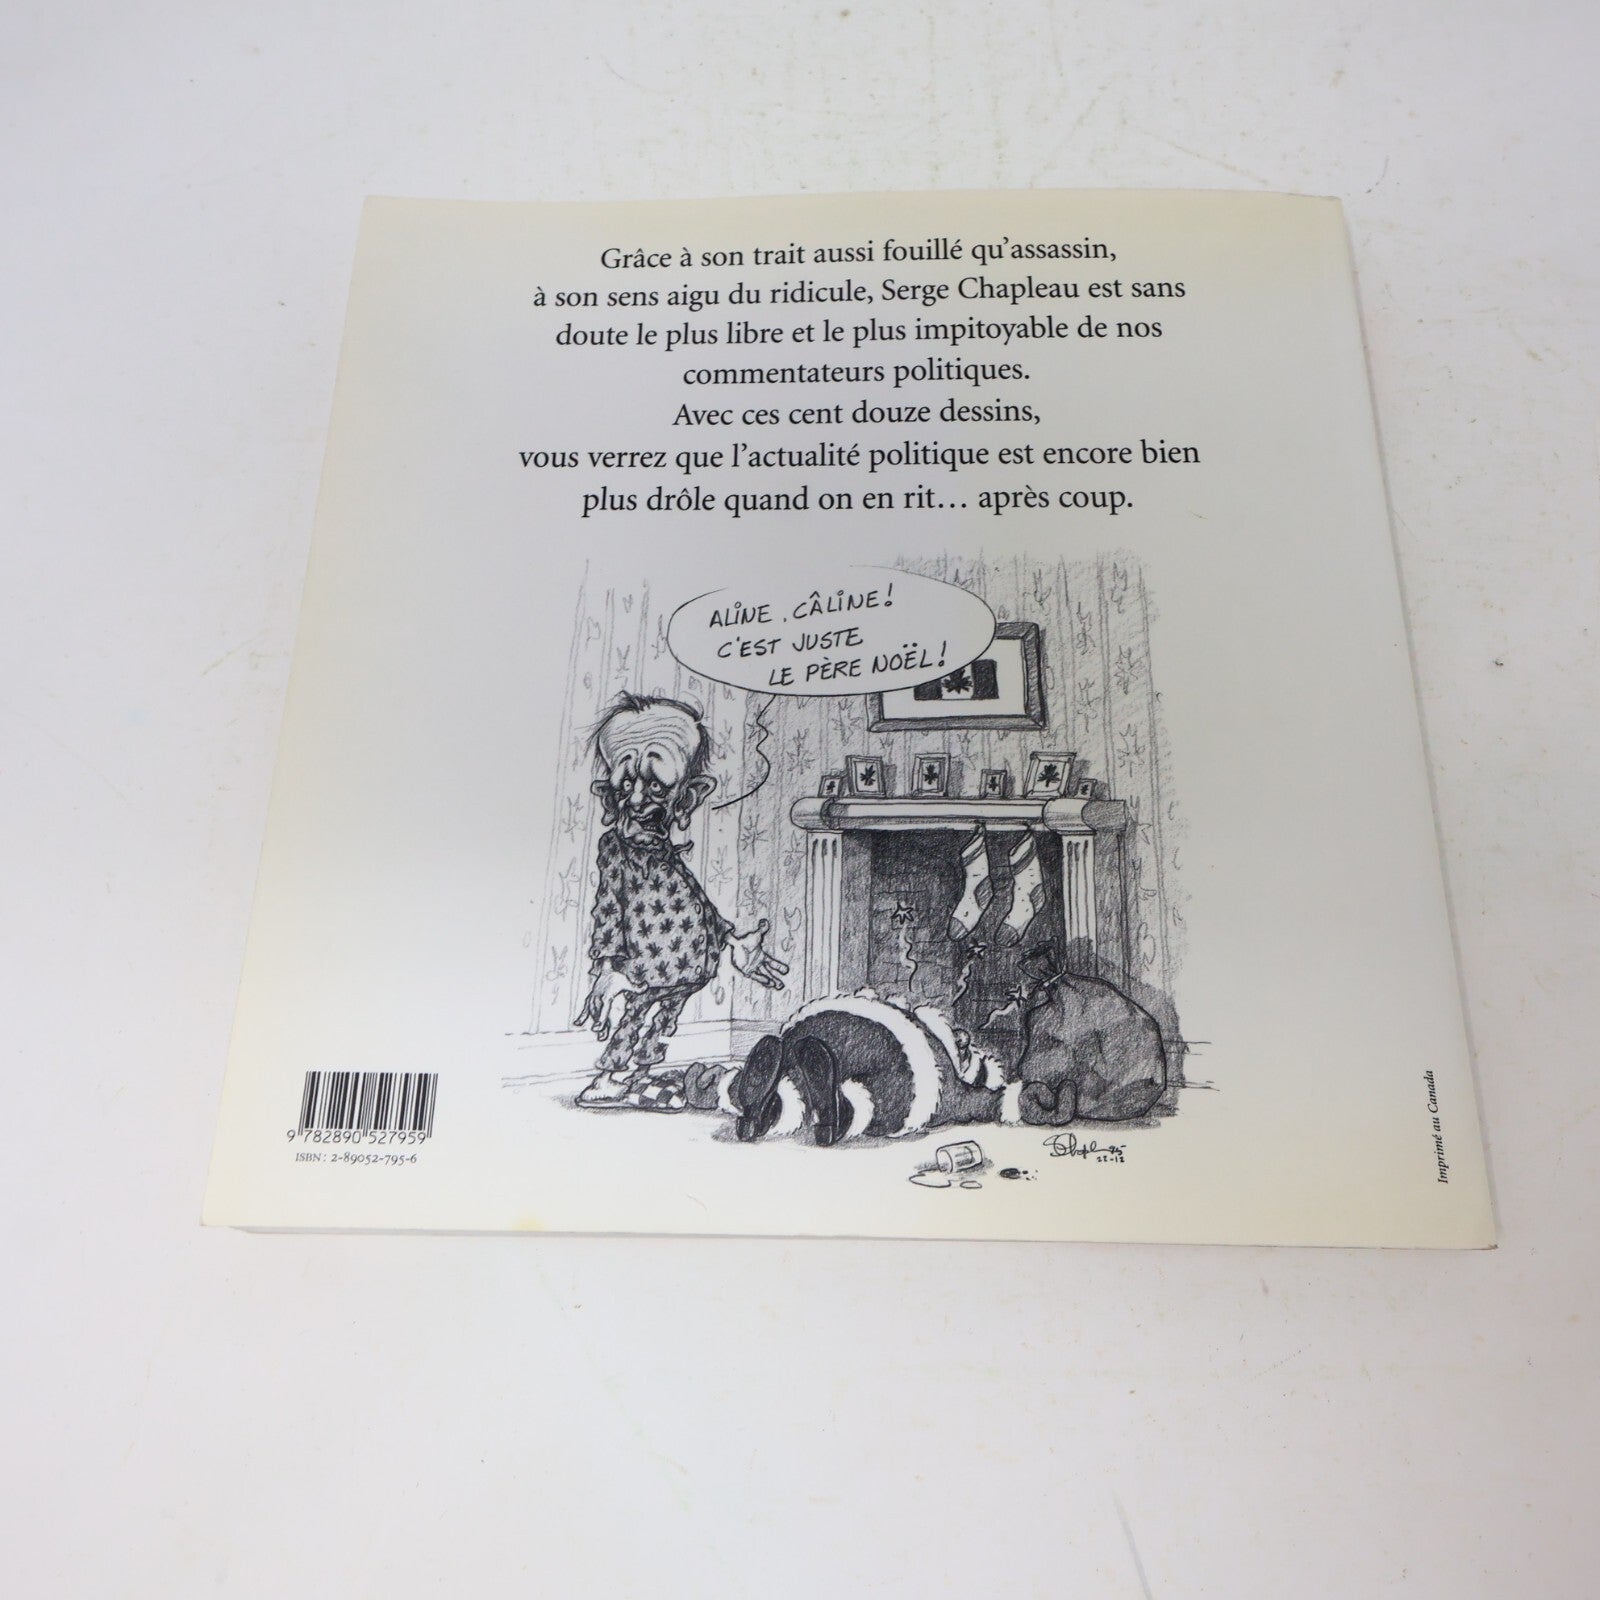 Grâce à son trait aussi fouillé qu'assassin,
à son sens aigu du ridicule, Serge Chapleau est sans
doute le plus libre et le plus impitoyable de nos
commentateurs politiques.
Avec ces cent douze dessins,
vous verrez que l'actualité politique est encore bien
plus drôle quand on en rit… après coup.
ALINE, CÂLINE!
C'EST JUSTE
LE PÈRE NOËL!
9 782890 527959
ISBN : 2-89052-795-6
95
22-12
Imprimé au Canada